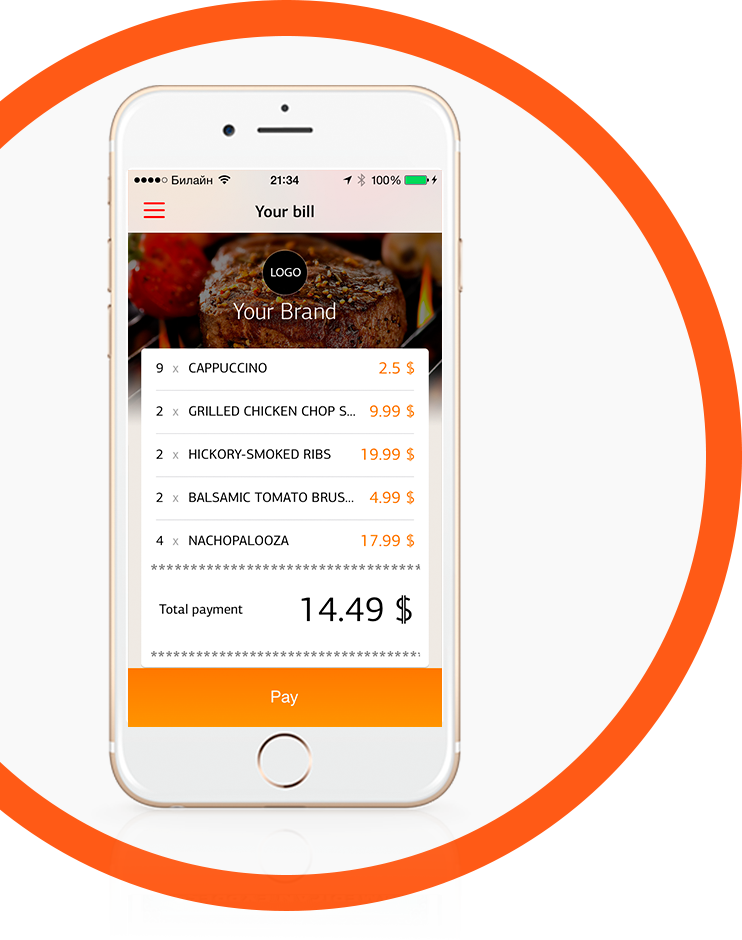 Билайн 21:34 100%
Your bill
LOGO
Your Brand
9 x CAPPUCCINO 2.5 $
2 x GRILLED CHICKEN CHOP S... 9.99 $
2 x HICKORY-SMOKED RIBS 19.99 $
2 x BALSAMIC TOMATO BRUS... 4.99 $
4 x NACHOPALOOZA 17.99 $
************************************
Total payment 14.49 $
************************************
Pay